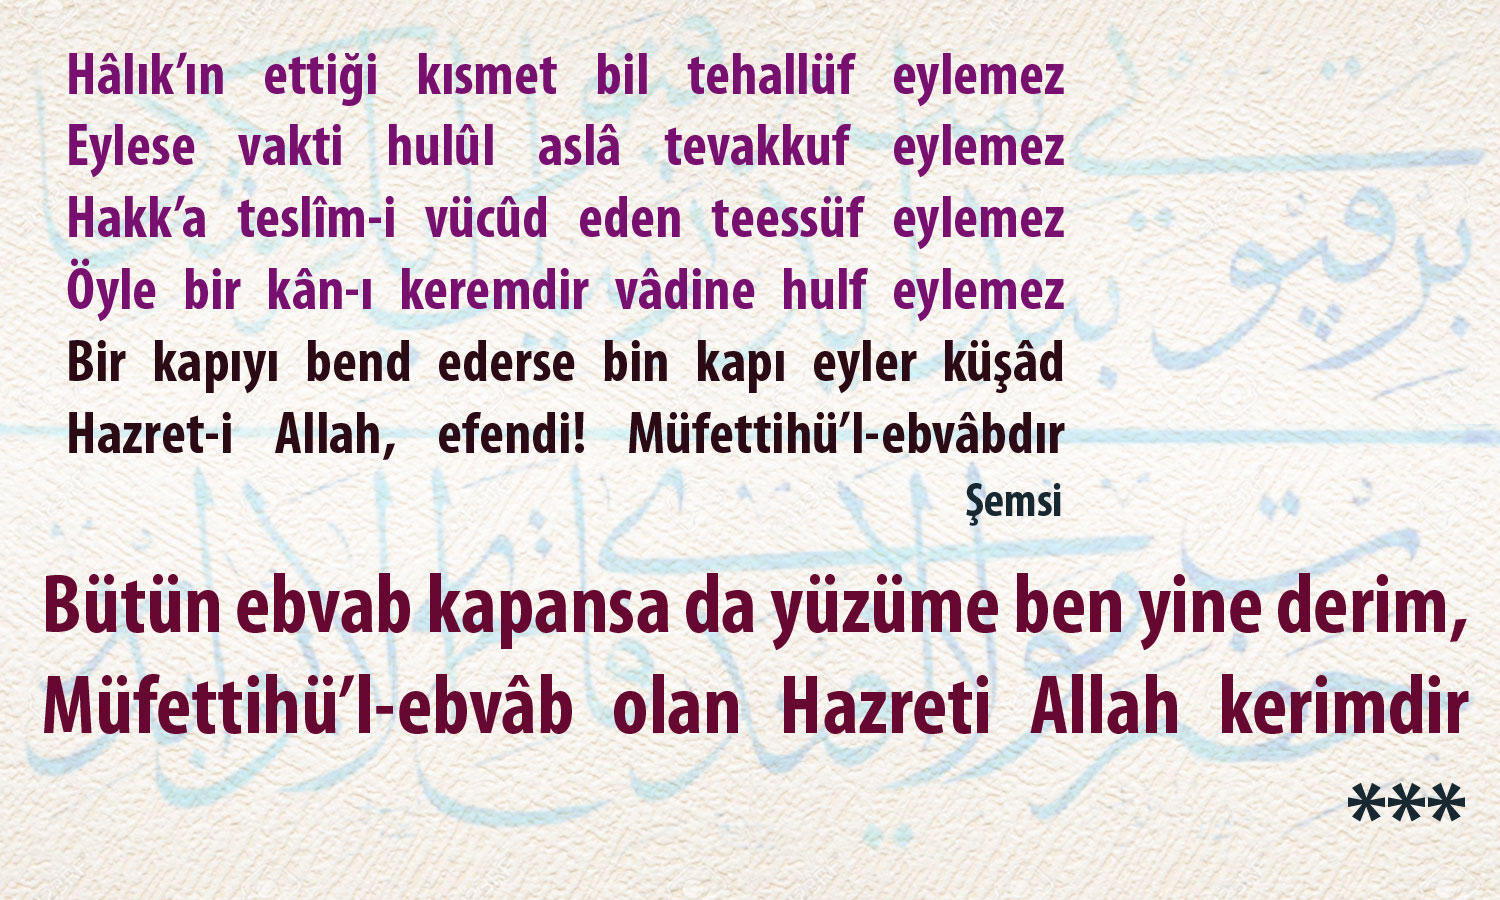 Hâlık’ın ettiği kısmet bil tehallüf eylemez
Eylese vakti hulûl aslâ tevakkuf eylemez
Hakk’a teslîm-i vücûd eden teessüf eylemez
Öyle bir kân-ı keremdir vâdine hulf eylemez
Bir kapıyı bend ederse bin kapı eyler küşâd
Hazret-i Allah, efendi! Müfettihü’l-ebvâbdır
Şemsi
Bütün ebvab kapansa da yüzüme ben yine derim,
Müfettihü’l-ebvâb olan Hazreti Allah kerimdir
***